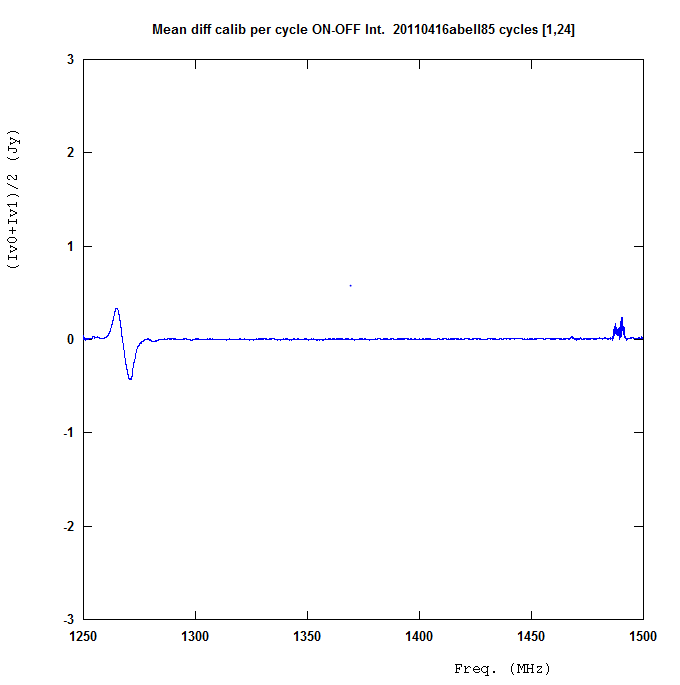 Mean diff calib per cycle ON-OFF Int.  20110416abell85 cycles [1,24]
(Iv0+Iv1)/2 (Jy)
3
2
1
0
-1
-2
-3
1250 1300 1350 1400 1450 1500
Freq. (MHz)